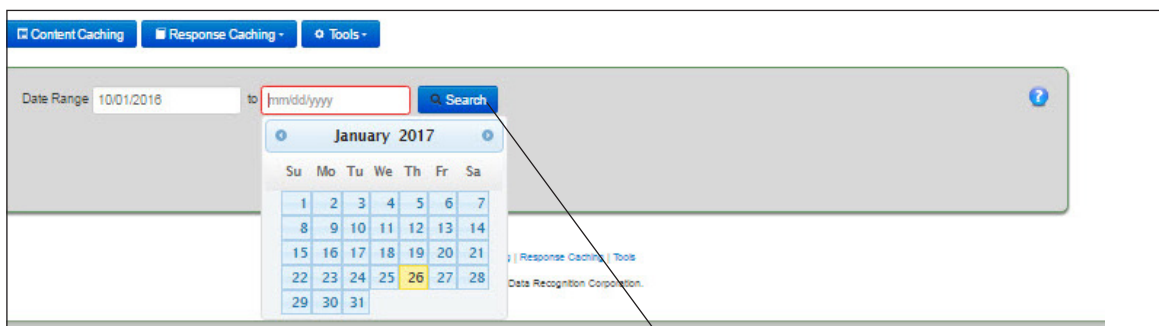 Content Caching Response Caching Tools
Date Range 10/01/2016 to mm/dd/yyyy Search ?
January 2017
Su Mo Tu We Th Fr Sa
1 2 3 4 5 6 7
8 9 10 11 12 13 14
15 16 17 18 19 20 21
22 23 24 25 26 27 28
29 30 31
| Response Caching | Tools
Data Recognition Corporation.